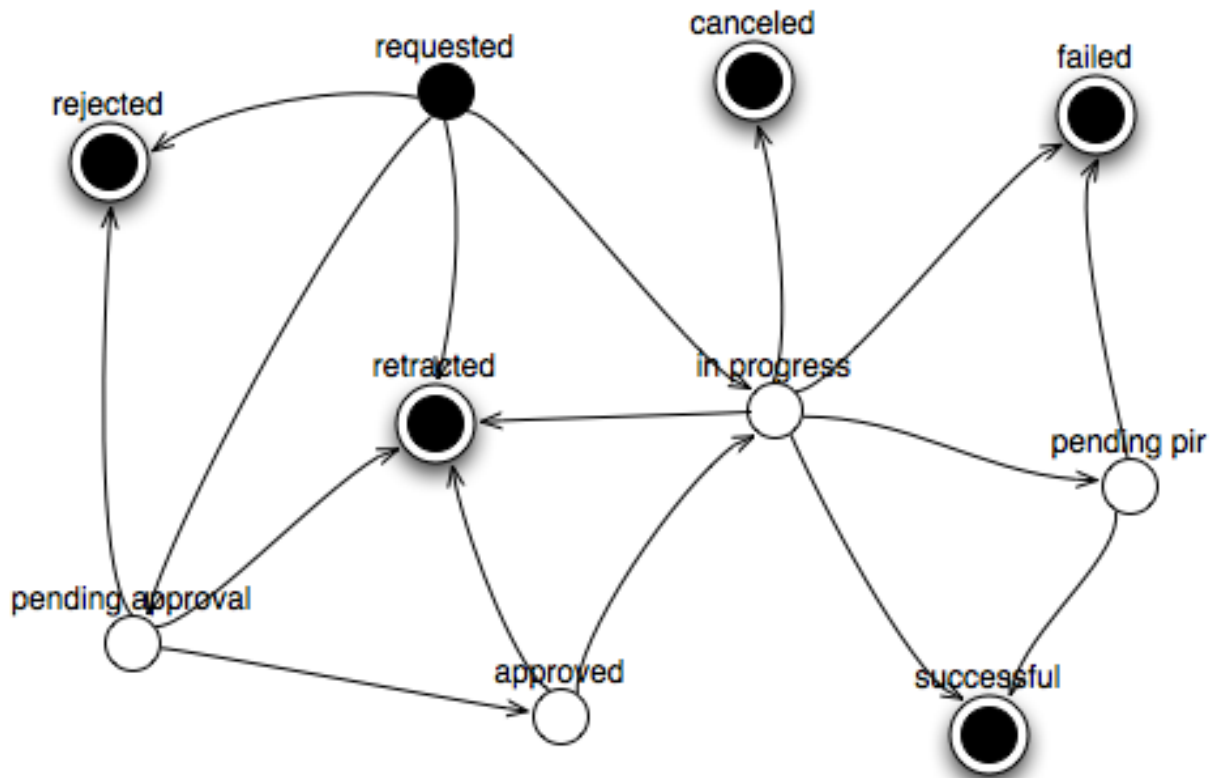 canceled
requested
failed
rejected
retracted
in progress
pending pir
pending approval
approved
successful